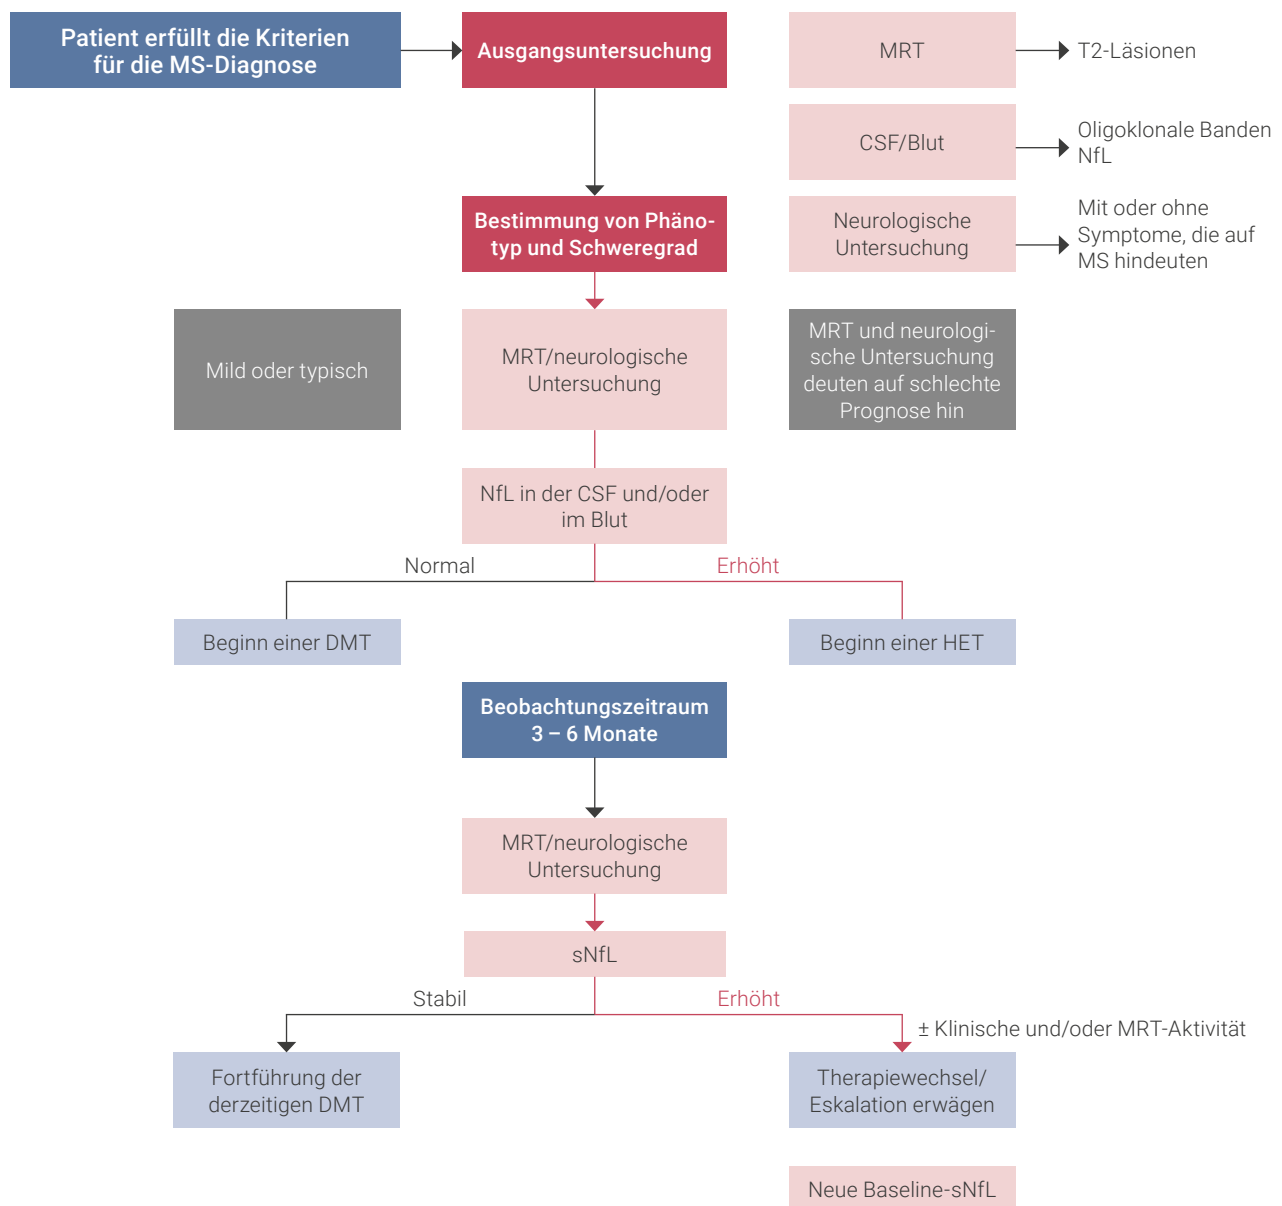 Patient erfüllt die Kriterien
für die MS-Diagnose
Ausgangsuntersuchung
MRT
T2-Läsionen
CSF/Blut
Oligoklonale Banden
NfL
Bestimmung von Phäno-
typ und Schweregrad
Neurologische
Untersuchung
Mit oder ohne
Symptome, die auf
MS hindeuten
Mild oder typisch
MRT/neurologische
Untersuchung
MRT und neurologi-
sche Untersuchung
deuten auf schlechte
Prognose hin
NfL in der CSF und/oder
im Blut
Normal
Erhöht
Beginn einer DMT
Beginn einer HET
Beobachtungszeitraum
3 – 6 Monate
MRT/neurologische
Untersuchung
sNfL
Stabil
Erhöht
± Klinische und/oder MRT-Aktivität
Fortführung der
derzeitigen DMT
Therapiewechsel/
Eskalation erwägen
Neue Baseline-sNfL